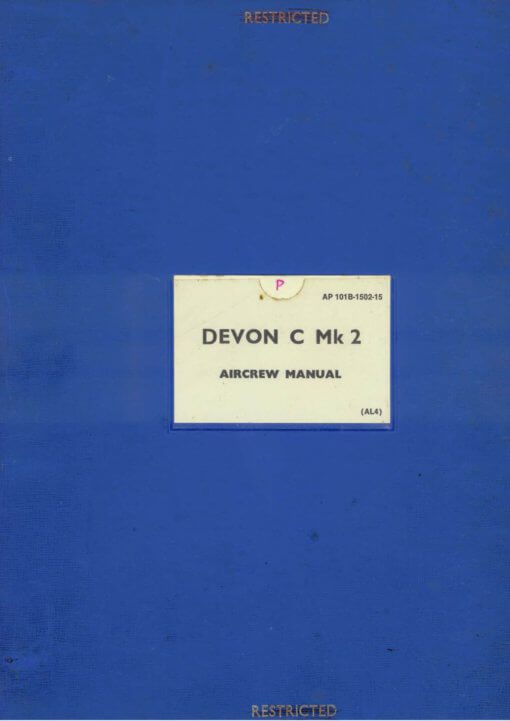 RESTRICTED
P
AP 101B-1502-15
DEVON C Mk 2
AIRCREW MANUAL
(AL4)
RESTRICTED